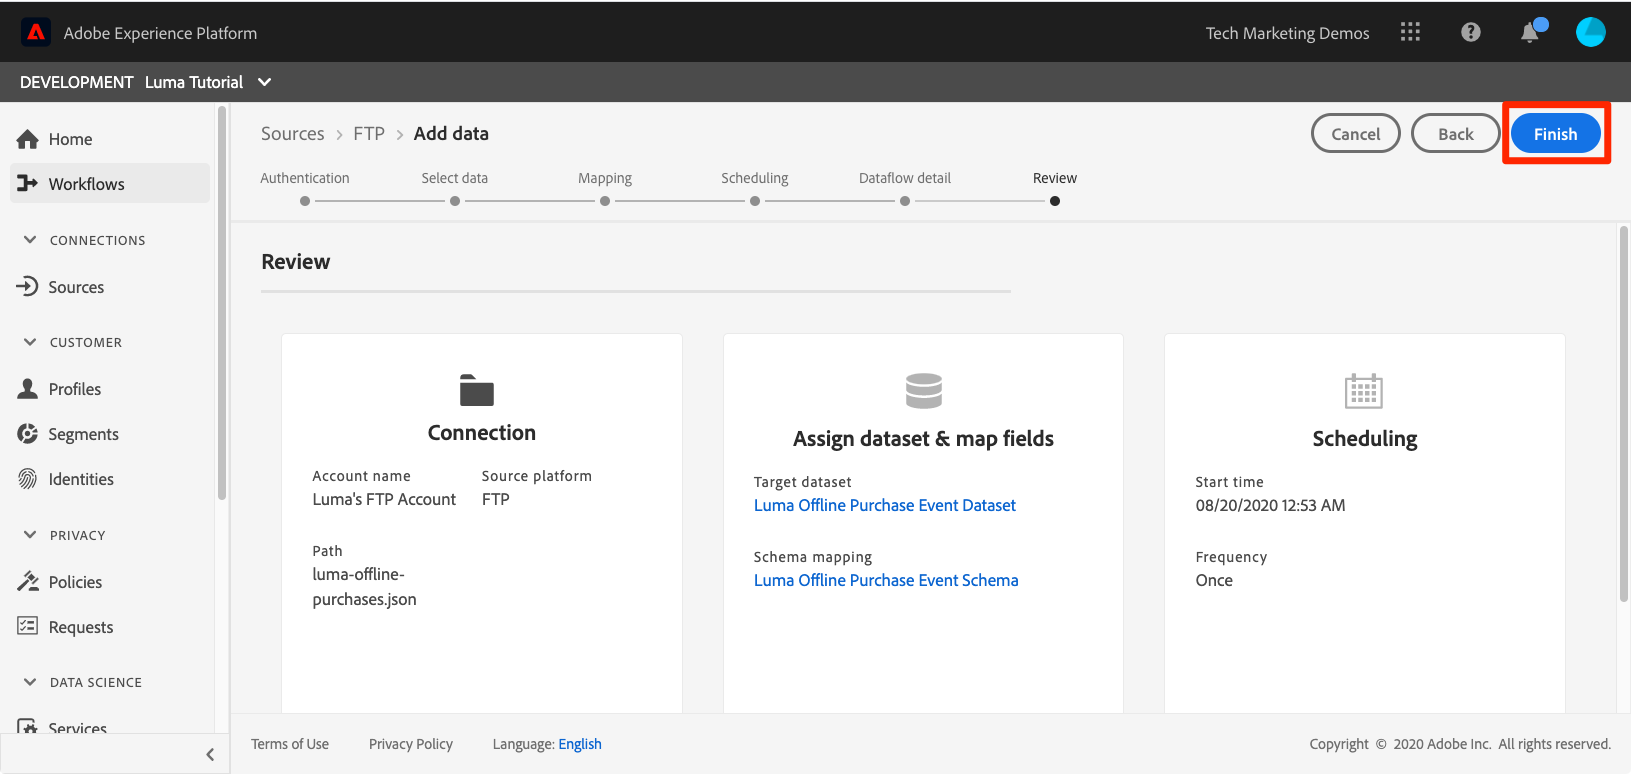 Adobe Experience Platform
Tech Marketing Demos
DEVELOPMENT Luma Tutorial
Home
Workflows
CONNECTIONS
Sources
CUSTOMER
Profiles
Segments
Identities
PRIVACY
Policies
Requests
DATA SCIENCE
Services
Sources > FTP > Add data
Cancel Back Finish
Authentication Select data Mapping Scheduling Dataflow detail Review
Review
Connection
Account name Source platform
Luma's FTP Account FTP
Path
luma-offline-
purchases.json
Assign dataset & map fields
Target dataset
Luma Offline Purchase Event Dataset
Schema mapping
Luma Offline Purchase Event Schema
Scheduling
Start time
08/20/2020 12:53 AM
Frequency
Once
Terms of Use Privacy Policy Language: English
Copyright © 2020 Adobe Inc. All rights reserved.